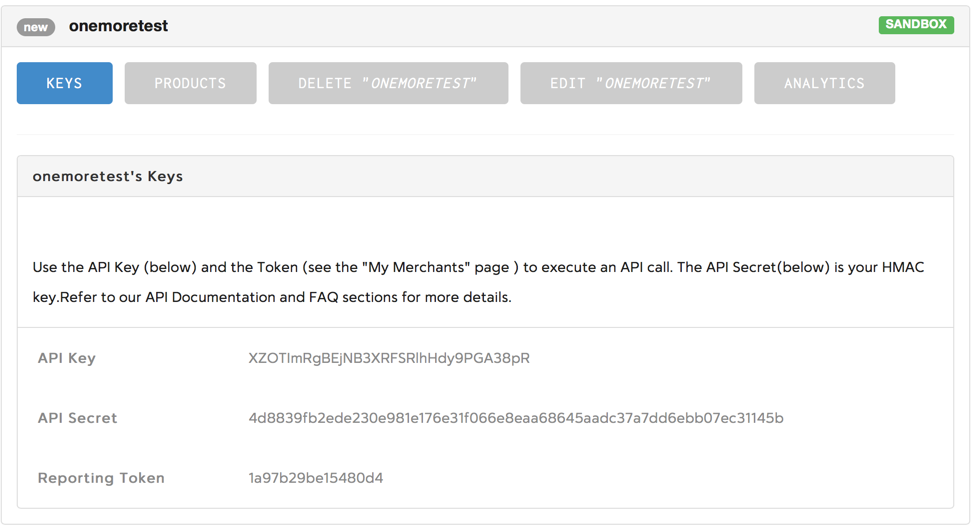 new onemoretest SANDBOX
KEYS PRODUCTS DELETE "ONEMORETEST" EDIT "ONEMORETEST" ANALYTICS
onemoretest's Keys
Use the API Key (below) and the Token (see the "My Merchants" page ) to execute an API call. The API Secret(below) is your HMAC
key.Refer to our API Documentation and FAQ sections for more details.
API Key XZOTImRgBEjNB3XRFSRlhHdy9PGA38pR
API Secret 4d8839fb2ede230e981e176e31f066e8eaa68645aadc37a7dd6ebb07ec31145b
Reporting Token 1a97b29be15480d4